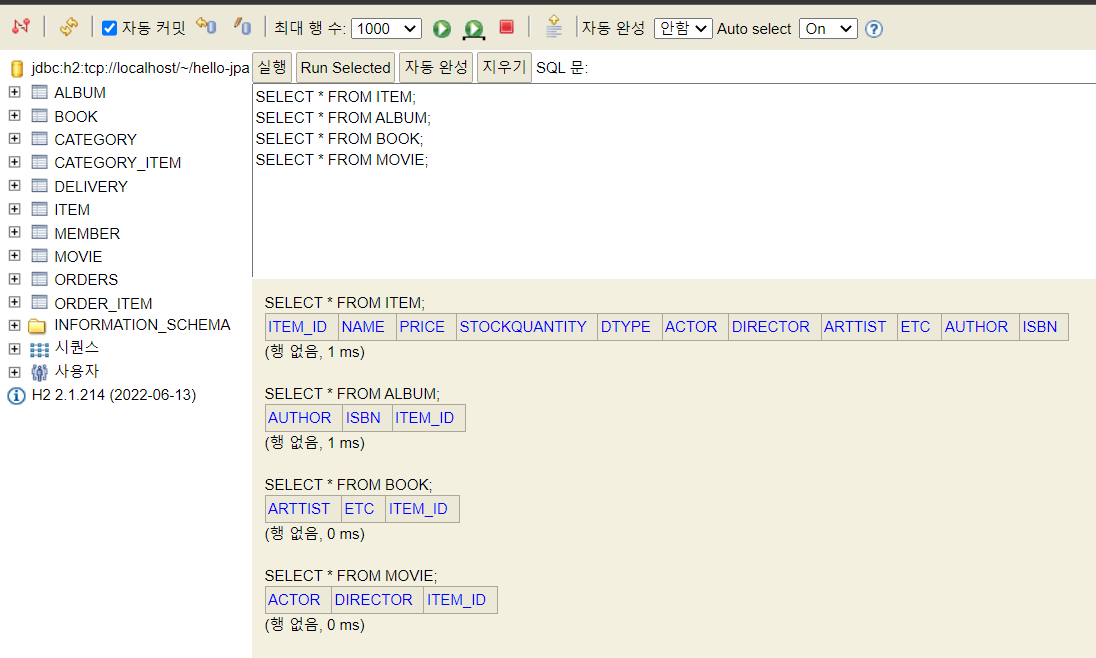 자동 커밋 최대 행 수: 1000 자동 완성 안함 Auto select On ?
jdbc:h2:tcp://localhost/~/hello-jpa
ALBUM
BOOK
CATEGORY
CATEGORY_ITEM
DELIVERY
ITEM
MEMBER
MOVIE
ORDERS
ORDER_ITEM
INFORMATION_SCHEMA
시퀀스
사용자
H2 2.1.214 (2022-06-13)
실행 Run Selected 자동 완성 지우기 SQL 문:
SELECT * FROM ITEM;
SELECT * FROM ALBUM;
SELECT * FROM BOOK;
SELECT * FROM MOVIE;
SELECT * FROM ITEM;
ITEM_ID NAME PRICE STOCKQUANTITY DTYPE ACTOR DIRECTOR ARTTIST ETC AUTHOR ISBN
(행 없음, 1 ms)
SELECT * FROM ALBUM;
AUTHOR ISBN ITEM_ID
(행 없음, 1 ms)
SELECT * FROM BOOK;
ARTTIST ETC ITEM_ID
(행 없음, 0 ms)
SELECT * FROM MOVIE;
ACTOR DIRECTOR ITEM_ID
(행 없음, 0 ms)